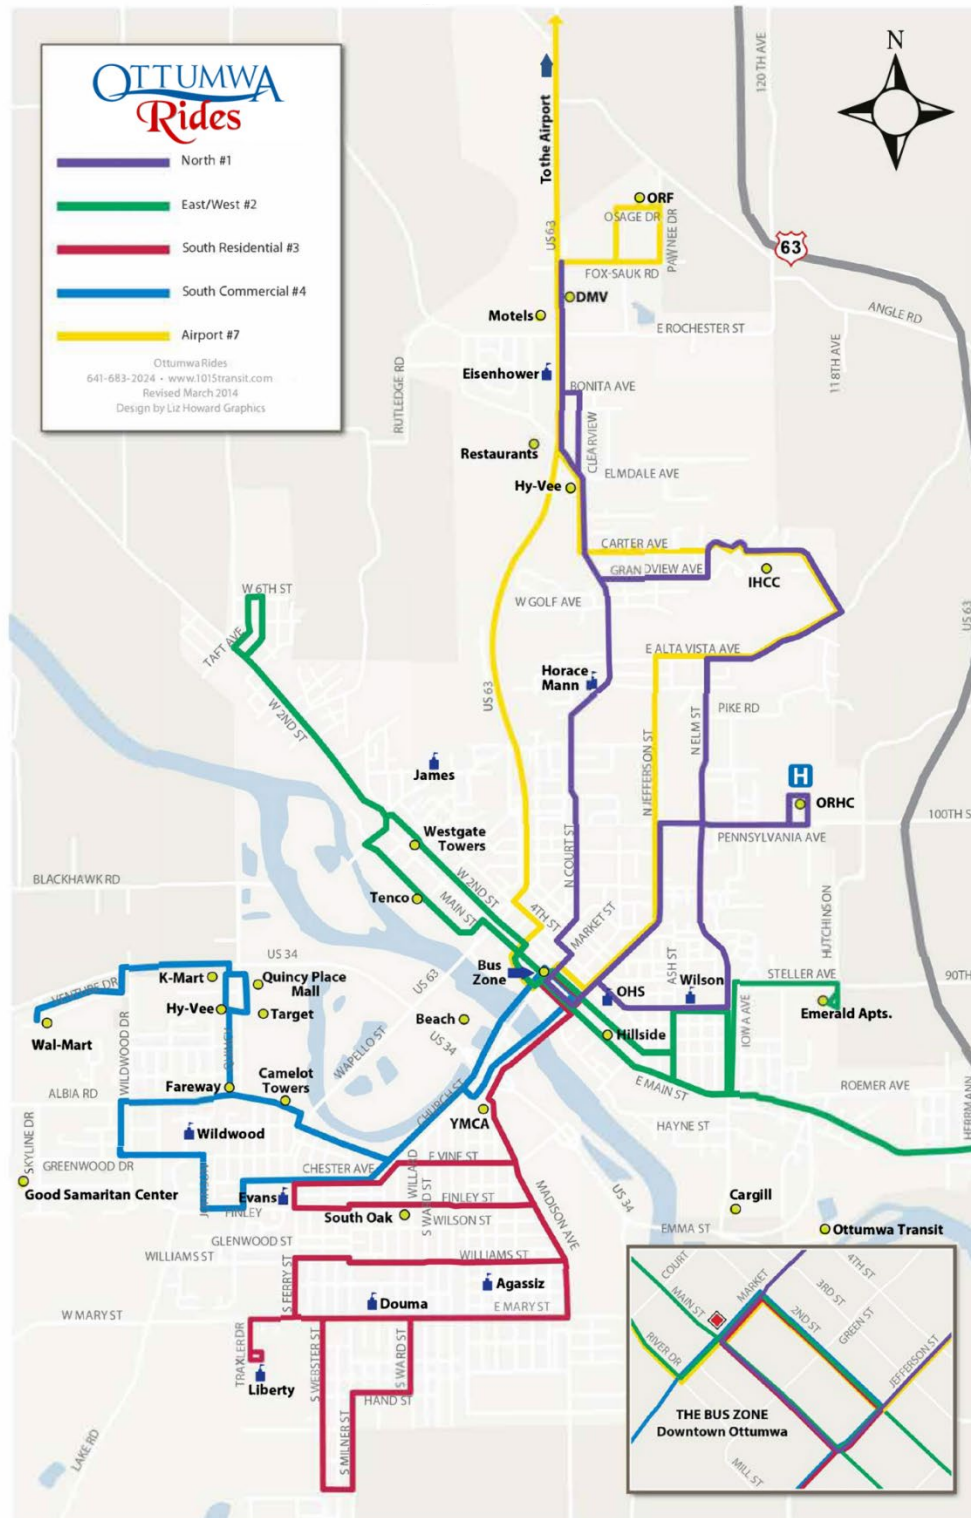 OTTUMWA
Rides
North #1
East/West #2
South Residential #3
South Commercial #4
Airport #7
Ottumwa Rides
641-683-2024 • www.1015transit.com
Revised March 2014
Design by Liz Howard Graphics
N
120 TH AVE
To the Airport
ORF
OSAGE DR
PAWNEE DR
US 63
63
FOX-SAUK RD
DMV
Motels
ANGLE RD
E ROCHESTER ST
118TH AVE
Eisenhower
BONITA AVE
RUTLEDGE RD
CLEARVIEW
Restaurants
ELMDALE AVE
Hy-Vee
CARTER AVE
GRANDVIEW AVE
IHCC
W 6TH ST
W GOLF AVE
US 63
TAFT AVE
E ALTA VISTA AVE
Horace
Mann
US 63
W 2ND ST
PIKE RD
N ELM ST
N JEFFERSON ST
James
H
ORHC
100TH S
PENNSYLVANIA AVE
Westgate
Towers
N COURT ST
BLACKHAWK RD
W 2ND ST
Tenco
MAIN ST
4TH ST
MARKET ST
HUTCHINSON
US 34
Bus
Zone
US 63
ASH ST
STELLER AVE
90TH
K-Mart
Quincy Place
Mall
VENTURE DR
Wilson
OHS
IOWA AVE
Emerald Apts.
Hy-Vee
Target
Beach
Hillside
Wal-Mart
WILDWOOD DR
WAPELLO ST
US 34
Camelot
Towers
Fareway
ALBIA RD
CHURCH ST
E MAIN ST
ROEMER AVE
HERRMANN
YMCA
HAYNE ST
Wildwood
SKYLINE DR
GREENWOOD DR
CHESTER AVE
E VINE ST
WILLARD
Good Samaritan Center
Evans
FINLEY
FINLEY ST
S WARD ST
MADISON AVE
US 34
Cargill
South Oak
WILSON ST
GLENWOOD ST
EMMA ST
Ottumwa Transit
WILLIAMS ST
WILLIAMS ST
S FERRY ST
Agassiz
Douma
E MARY ST
W MARY ST
TRAXLER DR
S WEBSTER ST
S WARD ST
Liberty
HAND ST
S MILNER ST
LAKE RD
COURT
MARKET
4TH ST
MAIN ST
3RD ST
2ND ST
GREEN ST
RIVER DR
JEFFERSON ST
THE BUS ZONE
Downtown Ottumwa
MILL ST